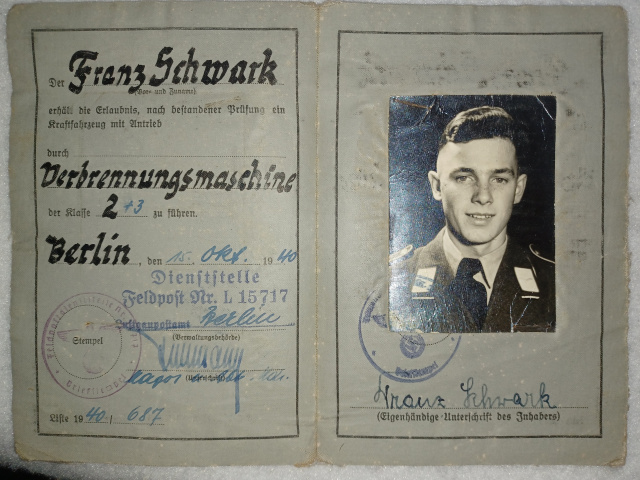 Der Franz Schwark
(Vor- und Zuname)
erhält die Erlaubnis, nach bestandener Prüfung ein
Kraftfahrzeug mit Antrieb
durch
Verbrennungsmaschine
der Klasse 2 +3 zu führen.
Berlin, den 15. Okt. 1940
Dienststelle
Feldpost Nr. L 15717
Berlin
(Verwaltungsbehörde)
Stempel
Briefstempel
Liste 1940/ 687
Franz Schwark
(Eigenhändige Unterschrift des Inhabers)